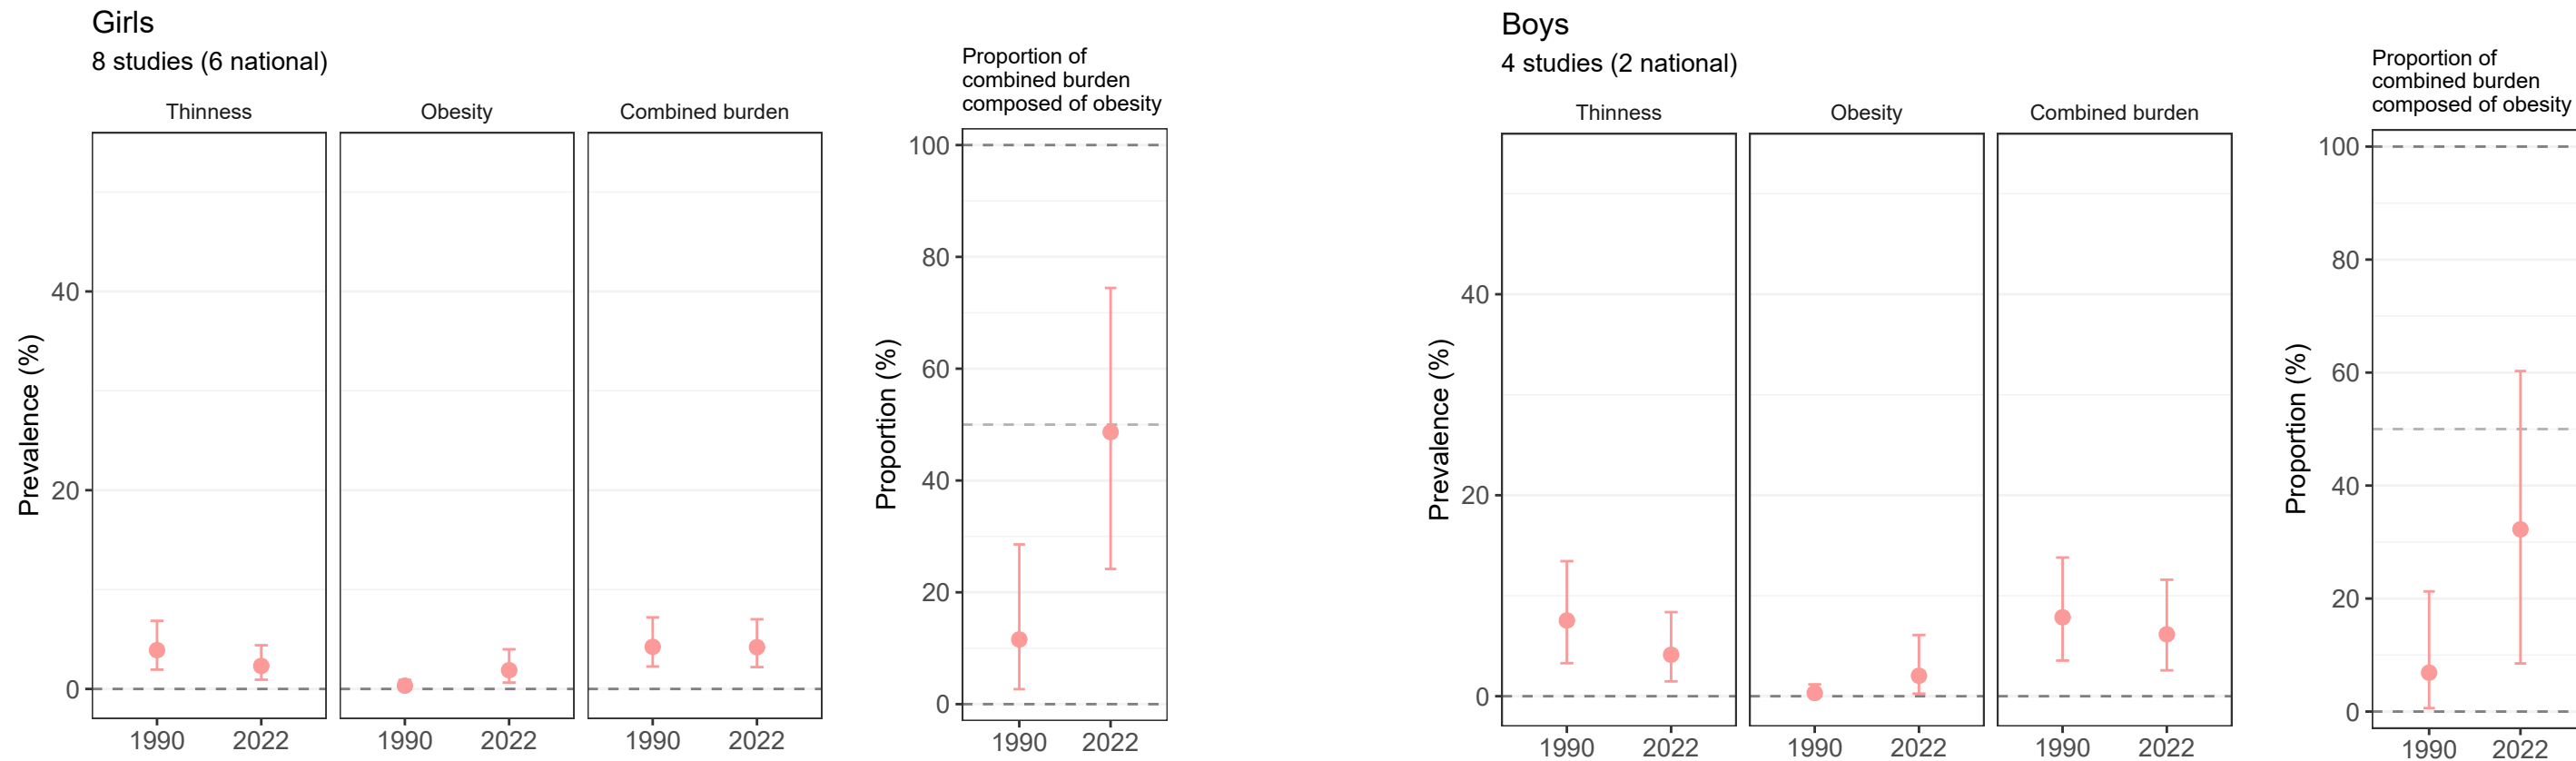 Girls
8 studies (6 national)
Thinness
Obesity
Combined burden
Prevalence (%)
40
20
0
1990
2022
1990
2022
1990
2022
Proportion of
combined burden
composed of obesity
Proportion (%)
100
80
60
40
20
0
1990
2022
Boys
4 studies (2 national)
Thinness
Obesity
Combined burden
Prevalence (%)
40
20
0
1990
2022
1990
2022
1990
2022
Proportion of
combined burden
composed of obesity
Proportion (%)
100
80
60
40
20
0
1990
2022